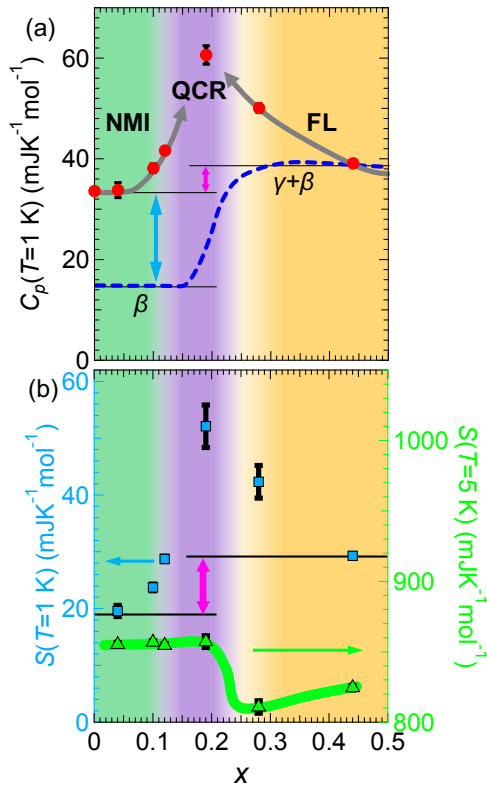 (a)
60
40
20
0
C_p(T=1 K) (mJK⁻¹mol⁻¹)
NMI
QCR
FL
γ+β
β
(b)
60
40
20
0
S(T=1 K) (mJK⁻¹mol⁻¹)
1000
900
800
S(T=5 K) (mJK⁻¹mol⁻¹)
0 0.1 0.2 0.3 0.4 0.5
x